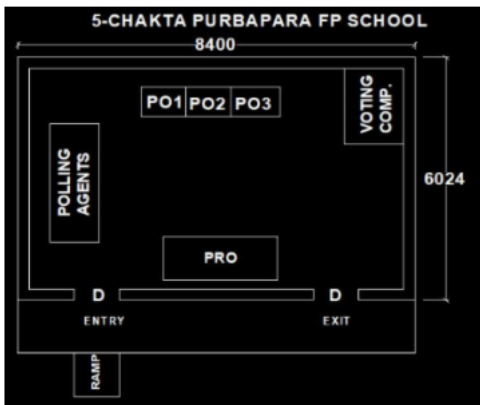 5-CHAKTA PURBAPARA FP SCHOOL
8400
PO1 PO2 PO3
VOTING
COMP.
POLLING
AGENTS
6024
PRO
D
D
ENTRY
EXIT
RAMP